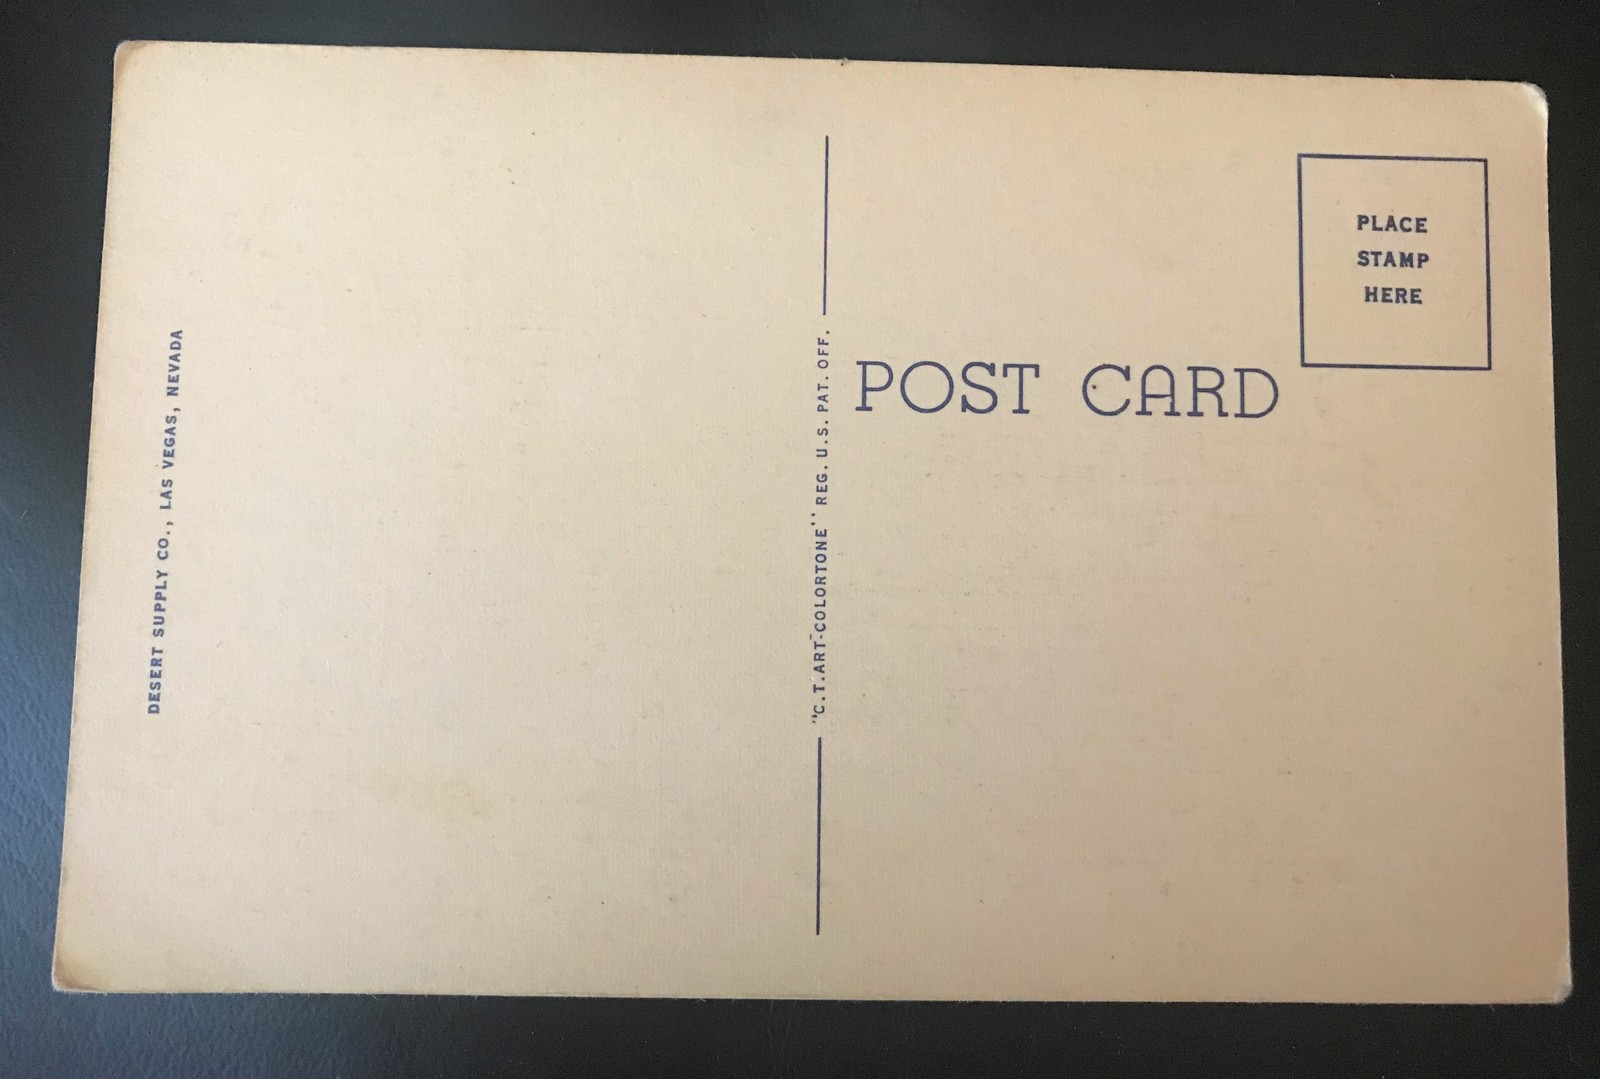 DESERT SUPPLY CO., LAS VEGAS, NEVADA
"C.T.ART-COLORTONE" REG. U.S. PAT. OFF.
POST CARD
PLACE
STAMP
HERE